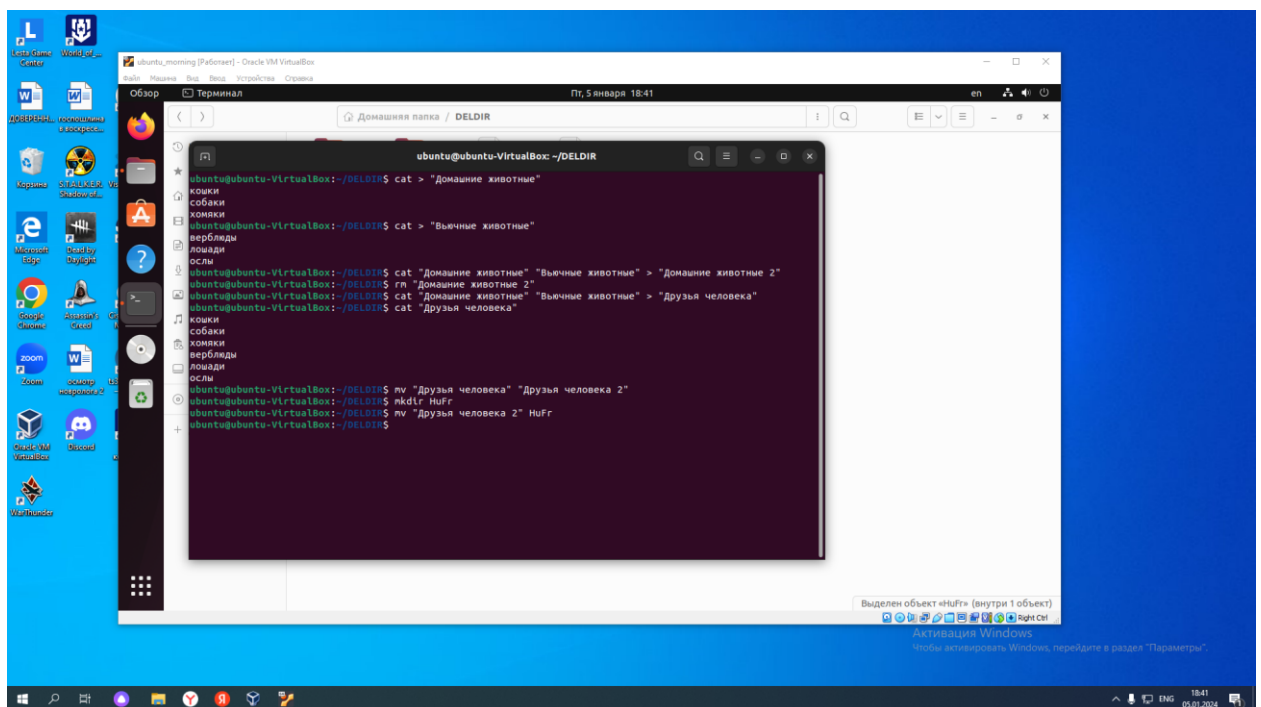 Lesta Game
Center
World_of_...
W
ДОВЕРЕНН...
госпошлина
в воскресе...
Корзина
S.T.A.L.K.E.R.
Shadow of...
Microsoft
Edge
Dead by
Daylight
Google
Chrome
Assassin's
Creed
zoom
Zoom
осмотр
Oracle VM
VirtualBox
Discord
WarThunder
ubuntu_morning [Работает] - Oracle VM VirtualBox
Файл Машина Вид Ввод Устройства Справка
Обзор Терминал Пт, 5 января 18:41 en
Домашняя папка / DELDIR
ubuntu@ubuntu-VirtualBox: ~/DELDIR
ubuntu@ubuntu-VirtualBox:~/DELDIR$ cat > "Домашние животные"
кошки
собаки
хомяки
ubuntu@ubuntu-VirtualBox:~/DELDIR$ cat > "Вьючные животные"
верблюды
лошади
ослы
ubuntu@ubuntu-VirtualBox:~/DELDIR$ cat "Домашние животные" "Вьючные животные" > "Домашние животные 2"
ubuntu@ubuntu-VirtualBox:~/DELDIR$ rm "Домашние животные 2"
ubuntu@ubuntu-VirtualBox:~/DELDIR$ cat "Домашние животные" "Вьючные животные" > "Друзья человека"
ubuntu@ubuntu-VirtualBox:~/DELDIR$ cat "Друзья человека"
кошки
собаки
хомяки
верблюды
лошади
ослы
ubuntu@ubuntu-VirtualBox:~/DELDIR$ mv "Друзья человека" "Друзья человека 2"
ubuntu@ubuntu-VirtualBox:~/DELDIR$ mkdir HuFr
ubuntu@ubuntu-VirtualBox:~/DELDIR$ mv "Друзья человека 2" HuFr
ubuntu@ubuntu-VirtualBox:~/DELDIR$
Выделен объект «HuFr» (внутри 1 объект)
Right Ctrl
Активация Windows
Чтобы активировать Windows, перейдите в раздел "Параметры".
ENG
18:41
05.01.2024